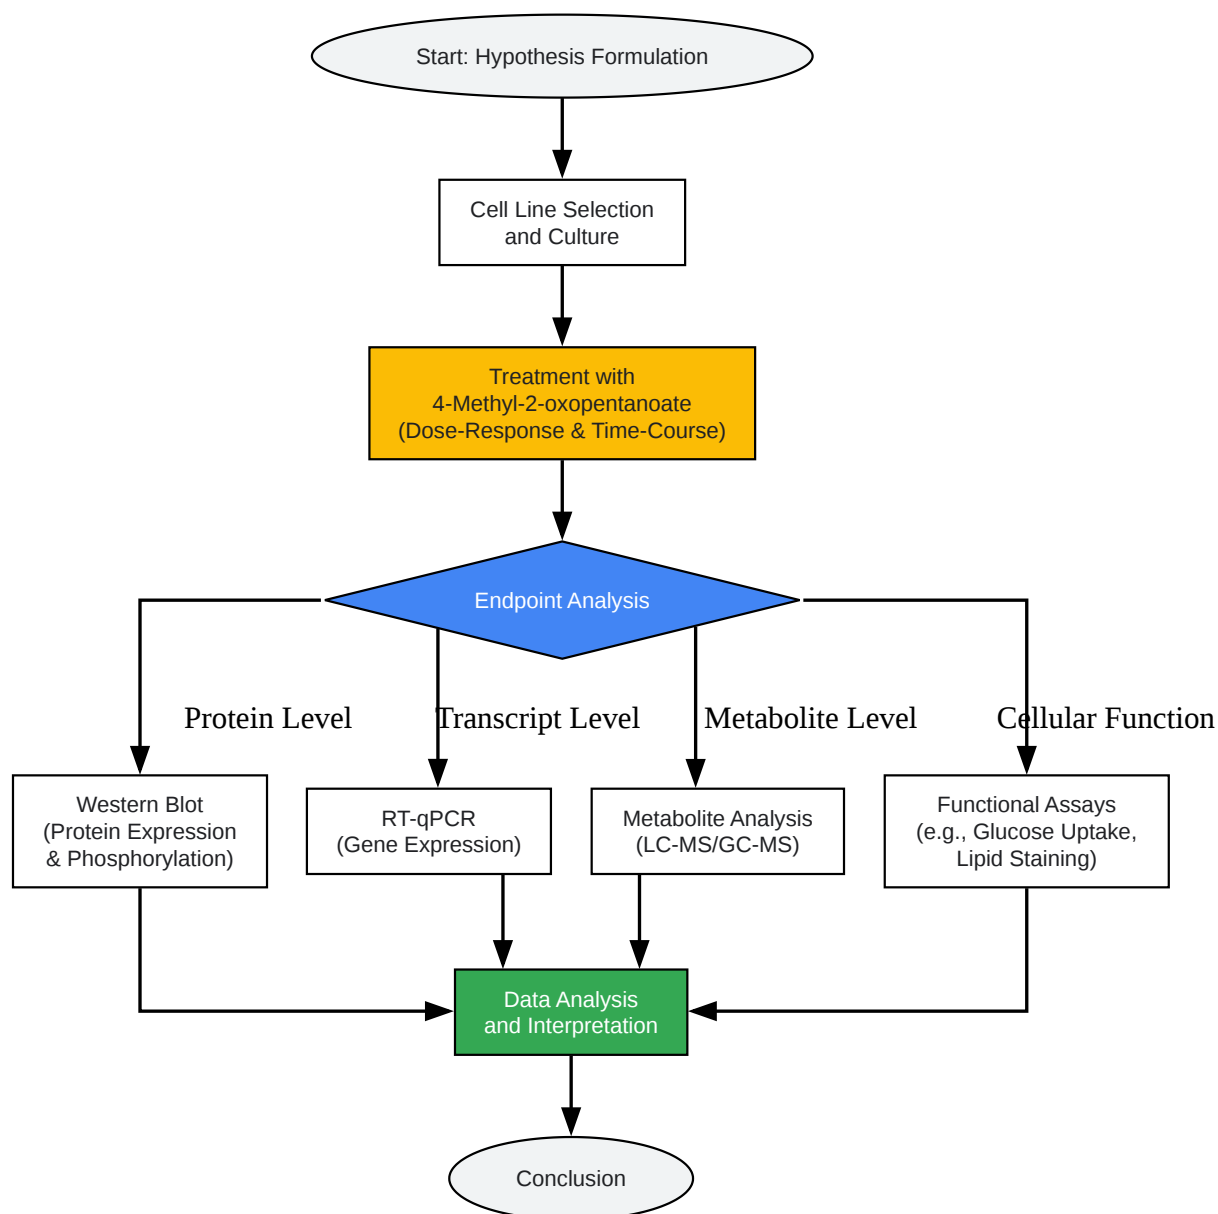 Start: Hypothesis Formulation
Cell Line Selection
and Culture
Treatment with
4-Methyl-2-oxopentanoate
(Dose-Response & Time-Course)
Endpoint Analysis
Protein Level
Transcript Level
Metabolite Level
Cellular Function
Western Blot
(Protein Expression
& Phosphorylation)
RT-qPCR
(Gene Expression)
Metabolite Analysis
(LC-MS/GC-MS)
Functional Assays
(e.g., Glucose Uptake,
Lipid Staining)
Data Analysis
and Interpretation
Conclusion